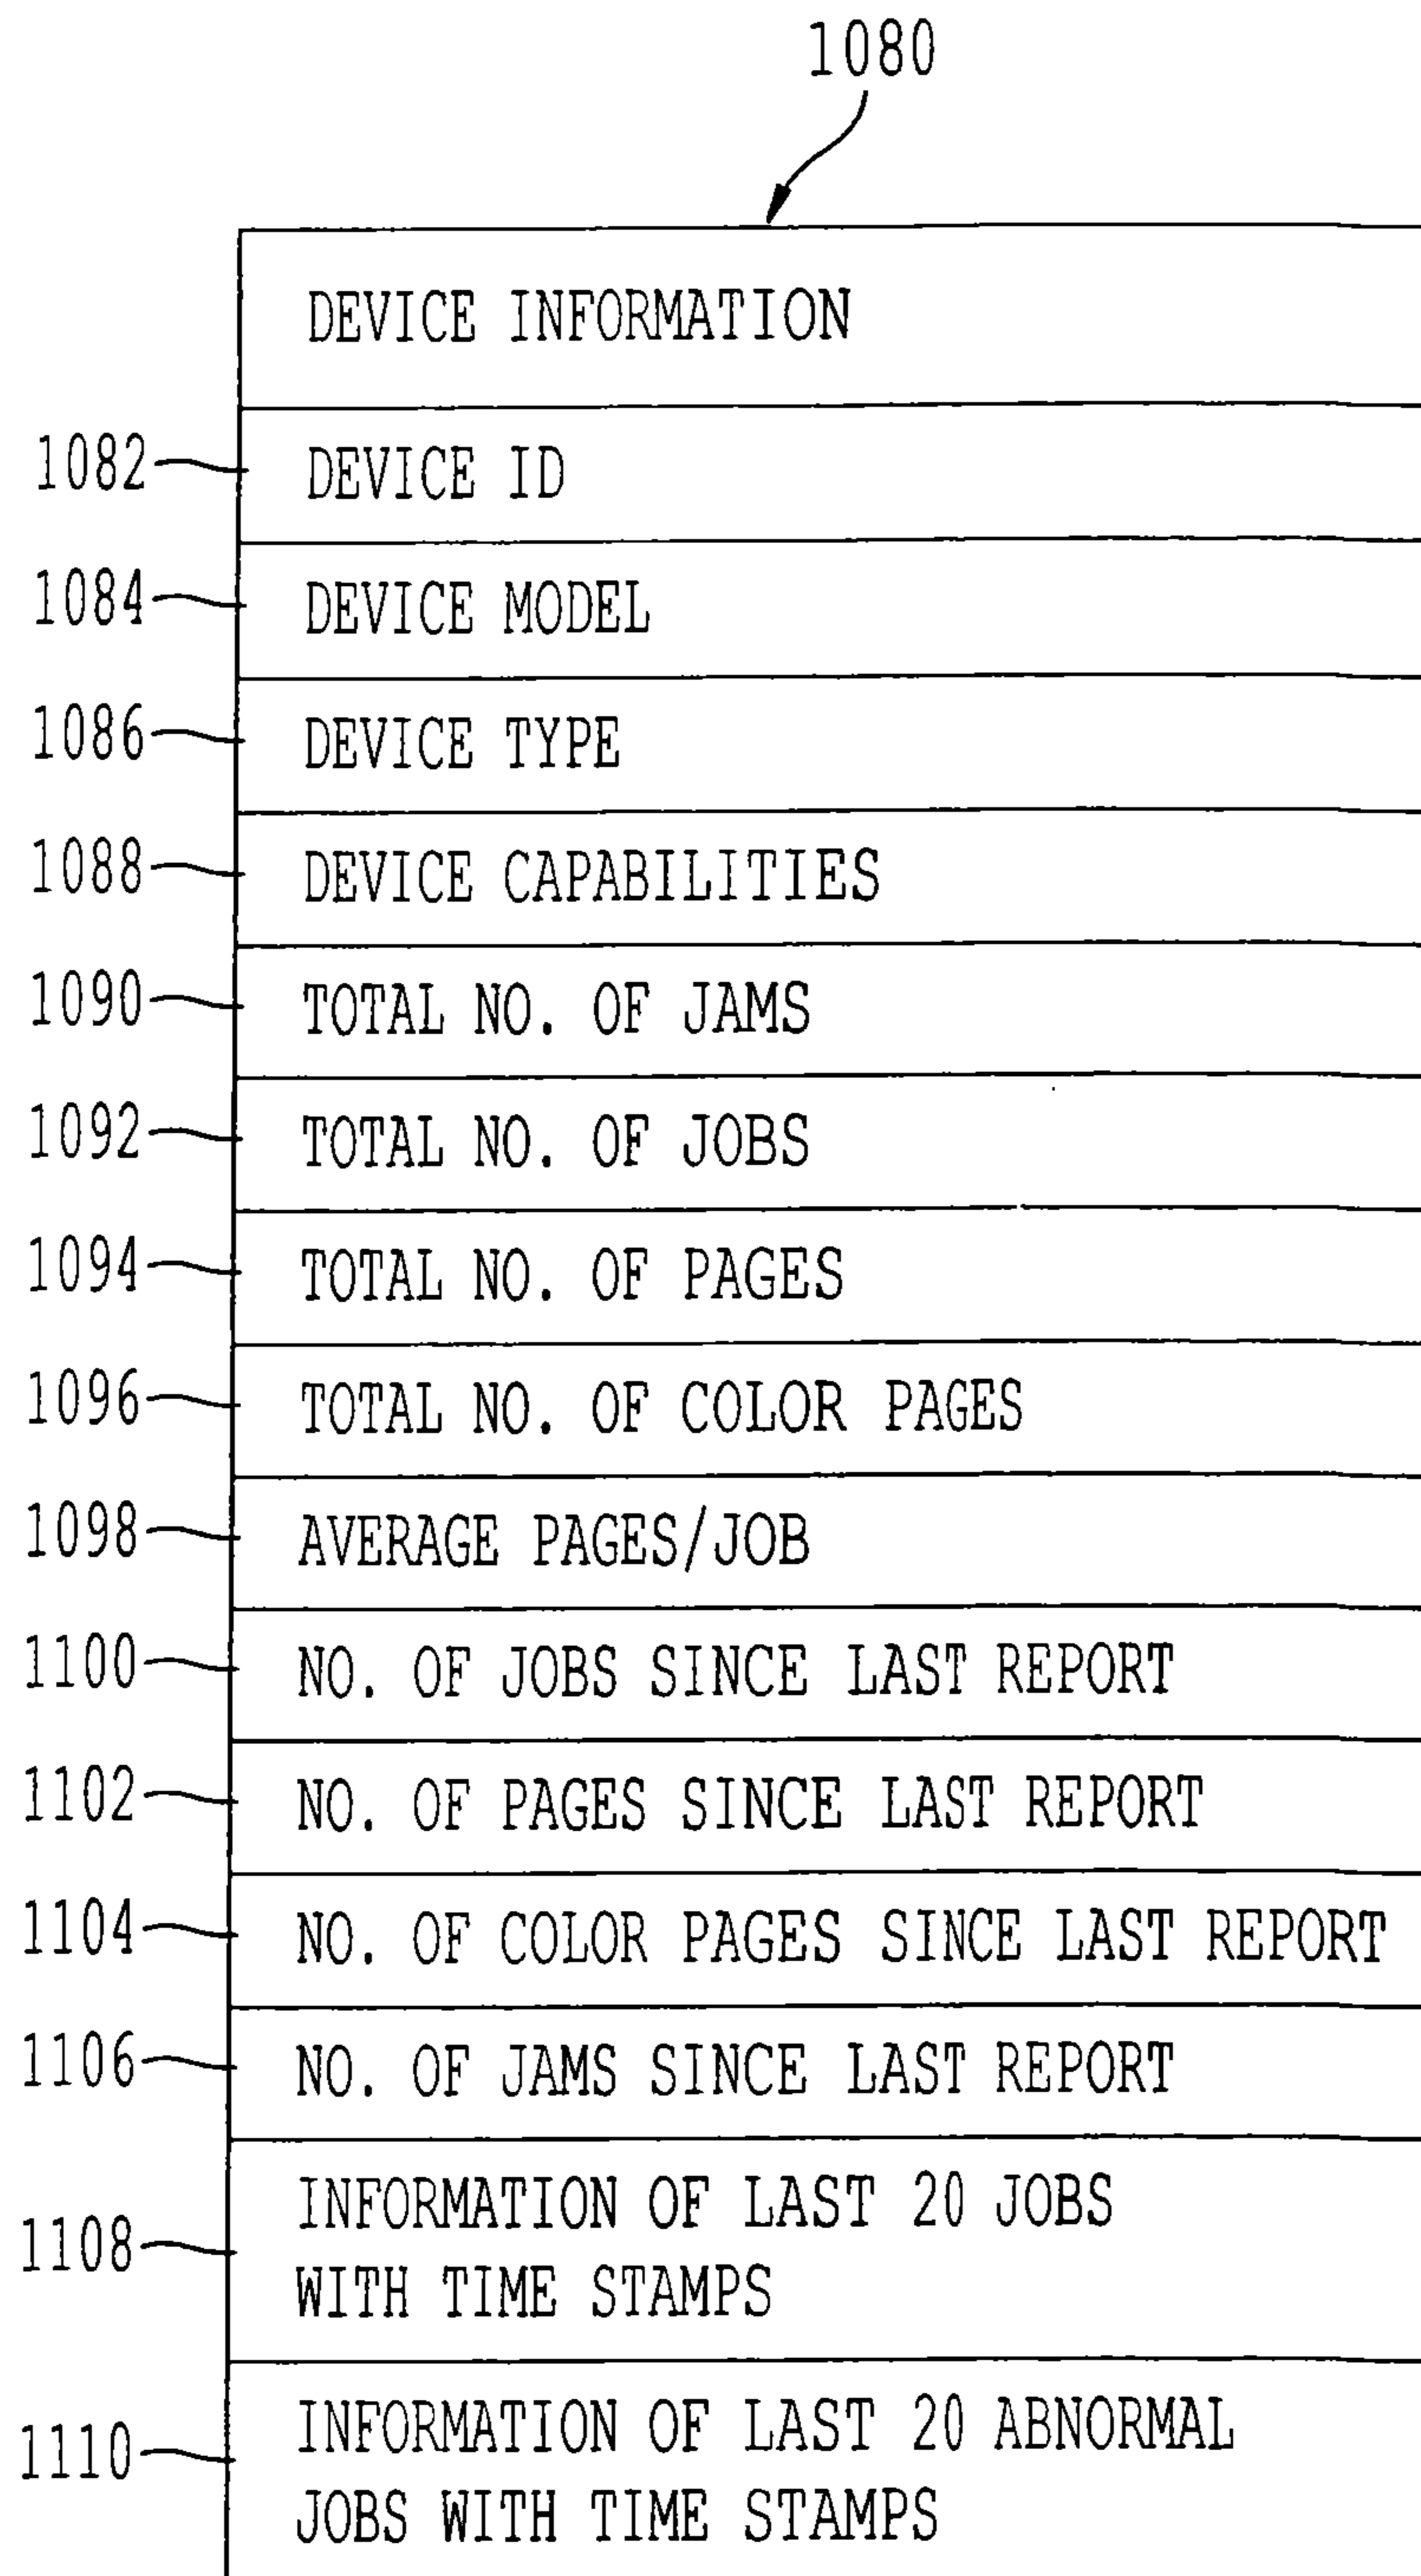 1080
DEVICE INFORMATION
1082 DEVICE ID
1084 DEVICE MODEL
1086 DEVICE TYPE
1088 DEVICE CAPABILITIES
1090 TOTAL NO. OF JAMS
1092 TOTAL NO. OF JOBS
1094 TOTAL NO. OF PAGES
1096 TOTAL NO. OF COLOR PAGES
1098 AVERAGE PAGES/JOB
1100 NO. OF JOBS SINCE LAST REPORT
1102 NO. OF PAGES SINCE LAST REPORT
1104 NO. OF COLOR PAGES SINCE LAST REPORT
1106 NO. OF JAMS SINCE LAST REPORT
1108 INFORMATION OF LAST 20 JOBS
WITH TIME STAMPS
1110 INFORMATION OF LAST 20 ABNORMAL
JOBS WITH TIME STAMPS